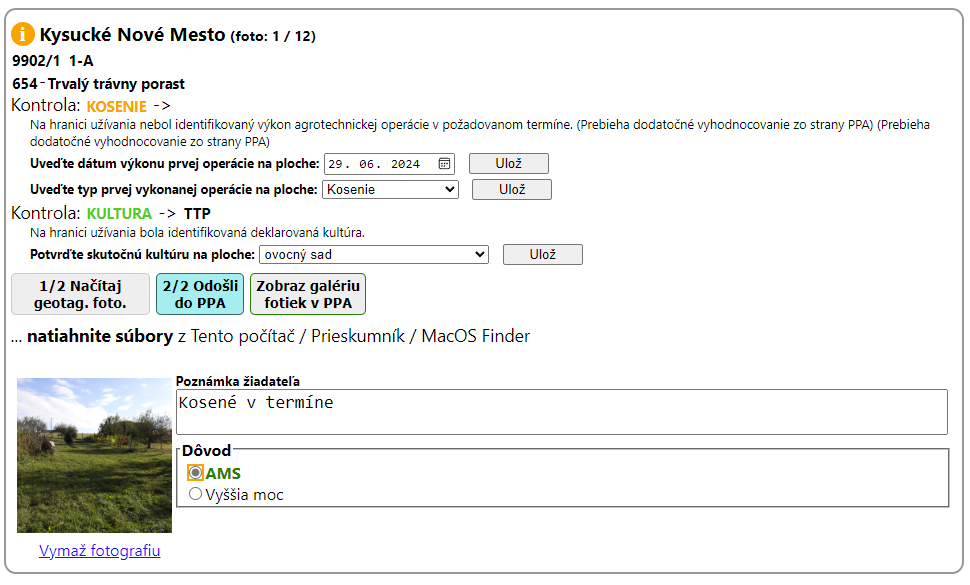 i Kysucké Nové Mesto (foto: 1 / 12)
9902/1 1-A
654 - Trvalý trávny porast
Kontrola: KOSENIE ->
Na hranici užívania nebol identifikovaný výkon agrotechnickej operácie v požadovanom termíne. (Prebieha dodatočné vyhodnocovanie zo strany PPA) (Prebieha
dodatočné vyhodnocovanie zo strany PPA)
Uveďte dátum výkonu prvej operácie na ploche: 29. 06. 2024 Ulož
Uveďte typ prvej vykonanej operácie na ploche: Kosenie Ulož
Kontrola: KULTURA -> TTP
Na hranici užívania bola identifikovaná deklarovaná kultúra.
Potvrďte skutočnú kultúru na ploche: ovocný sad Ulož
1/2 Načítaj
geotag. foto.
2/2 Odošli
do PPA
Zobraz galériu
fotiek v PPA
... natiahnite súbory z Tento počítač / Prieskumník / MacOS Finder
Poznámka žiadateľa
Kosené v termíne
Dôvod
AMS
Vyššia moc
Vymaž fotografiu